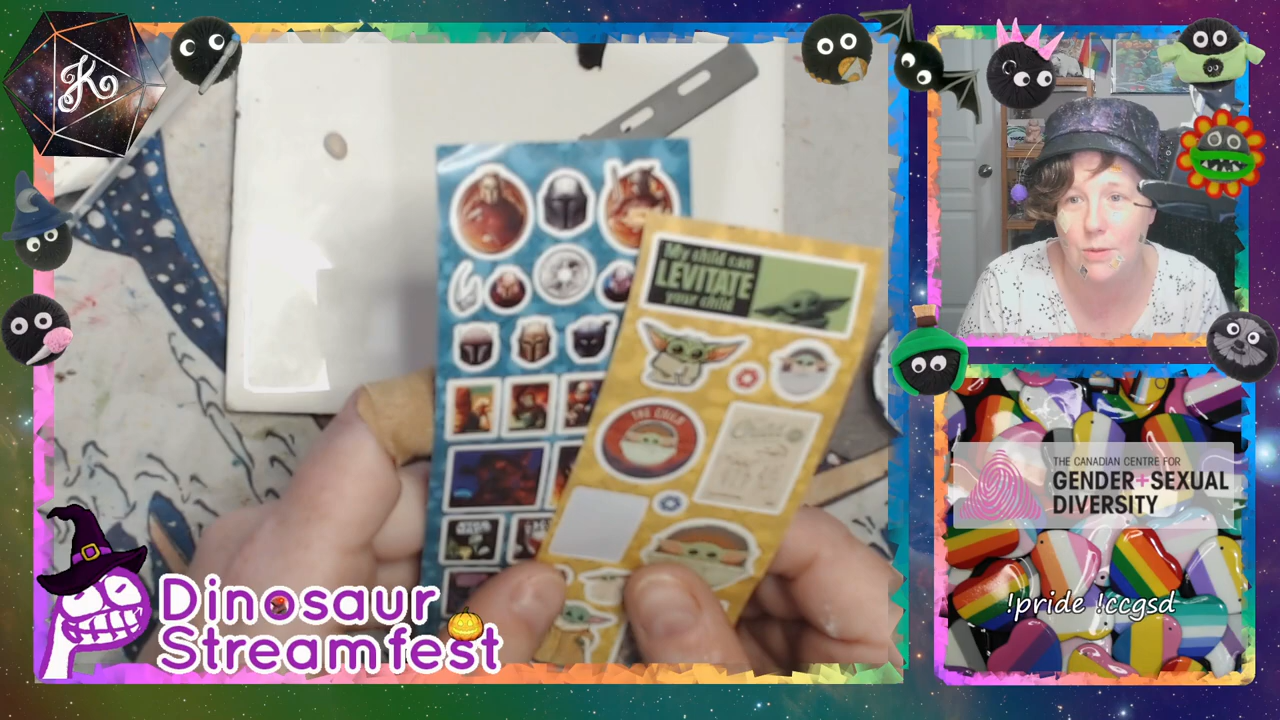 K
My child can
LEVITATE
your child
THE CHILD
THE CANADIAN CENTRE FOR
GENDER+SEXUAL
DIVERSITY
!pride !ccgsd
Dinosaur
Streamfest